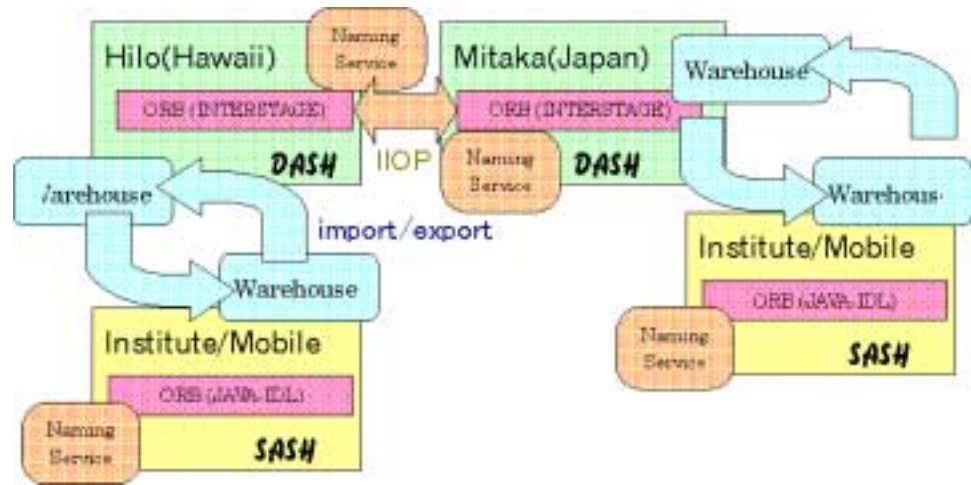 Naming
Service
Hilo(Hawaii)
ORB (INTERSTAGE)
DASH
IIOP
Mitaka(Japan)
ORB (INTERSTAGE)
Naming
Service
DASH
Warehouse
/arehouse
import/export
Warehouse
Warehous
Institute/Mobile
ORB (JAVA-IDL)
Naming
Service
SASH
Institute/Mobile
ORB (JAVA-IDL)
Naming
Service
SASH